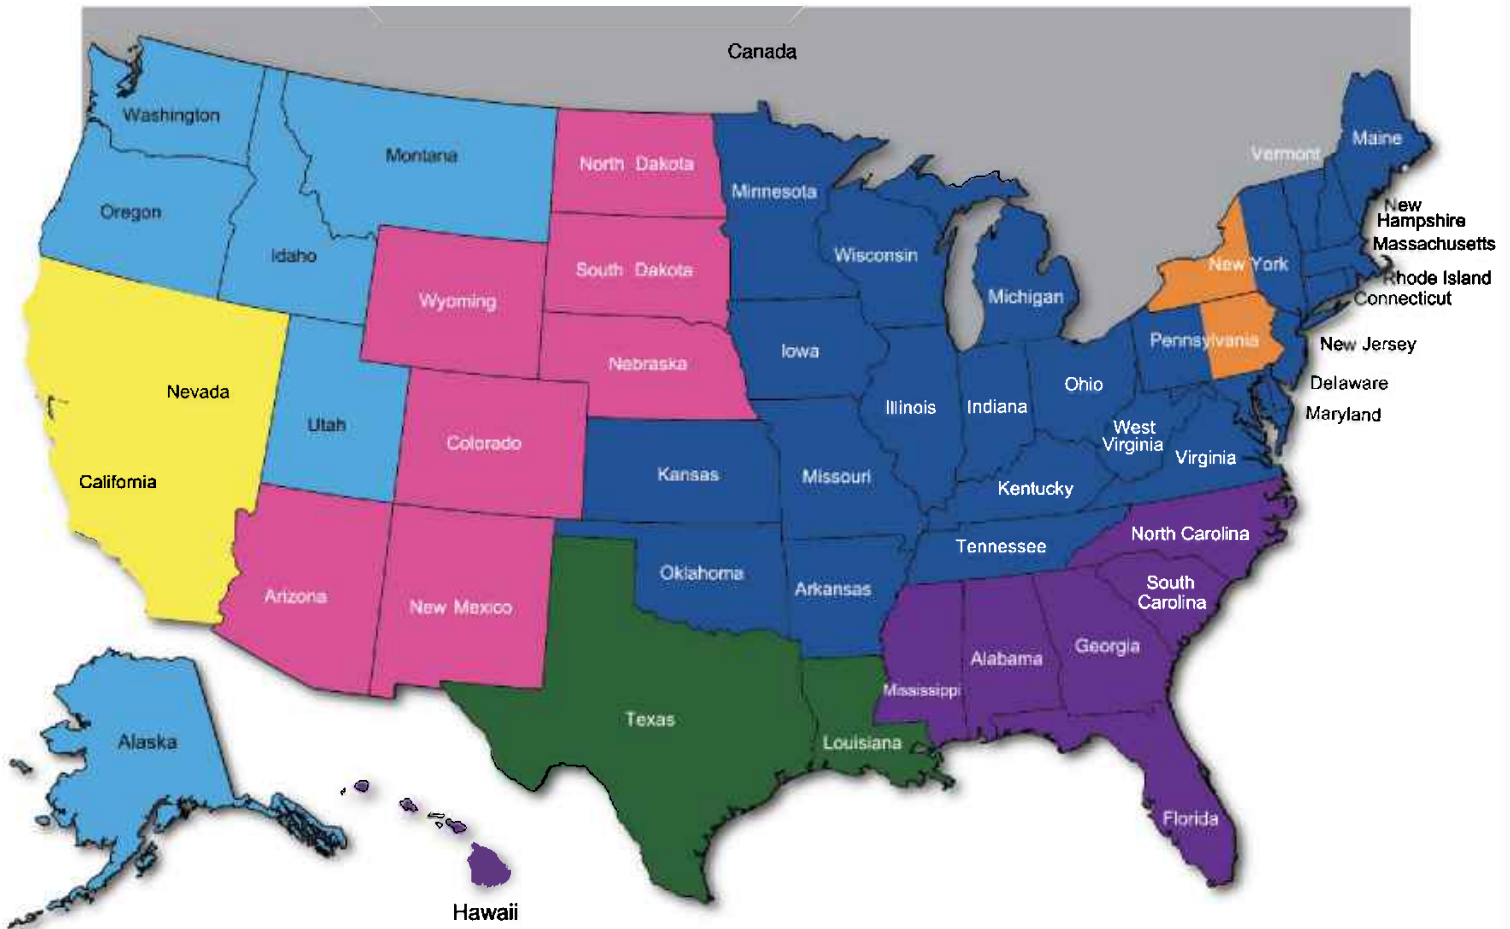 Canada
Washington
Montana
North Dakota
Minnesota
Vermont
Maine
Oregon
Idaho
South Dakota
Wisconsin
Michigan
New York
New
Hampshire
Massachusetts
Rhode Island
Connecticut
Wyoming
Nebraska
Iowa
Pennsylvania
New Jersey
Nevada
Utah
Colorado
Illinois
Indiana
Ohio
Delaware
Maryland
West
Virginia
Virginia
California
Kansas
Missouri
Kentucky
Arizona
New Mexico
Oklahoma
Arkansas
Tennessee
North Carolina
South
Carolina
Texas
Louisiana
Mississippi
Alabama
Georgia
Alaska
Florida
Hawaii